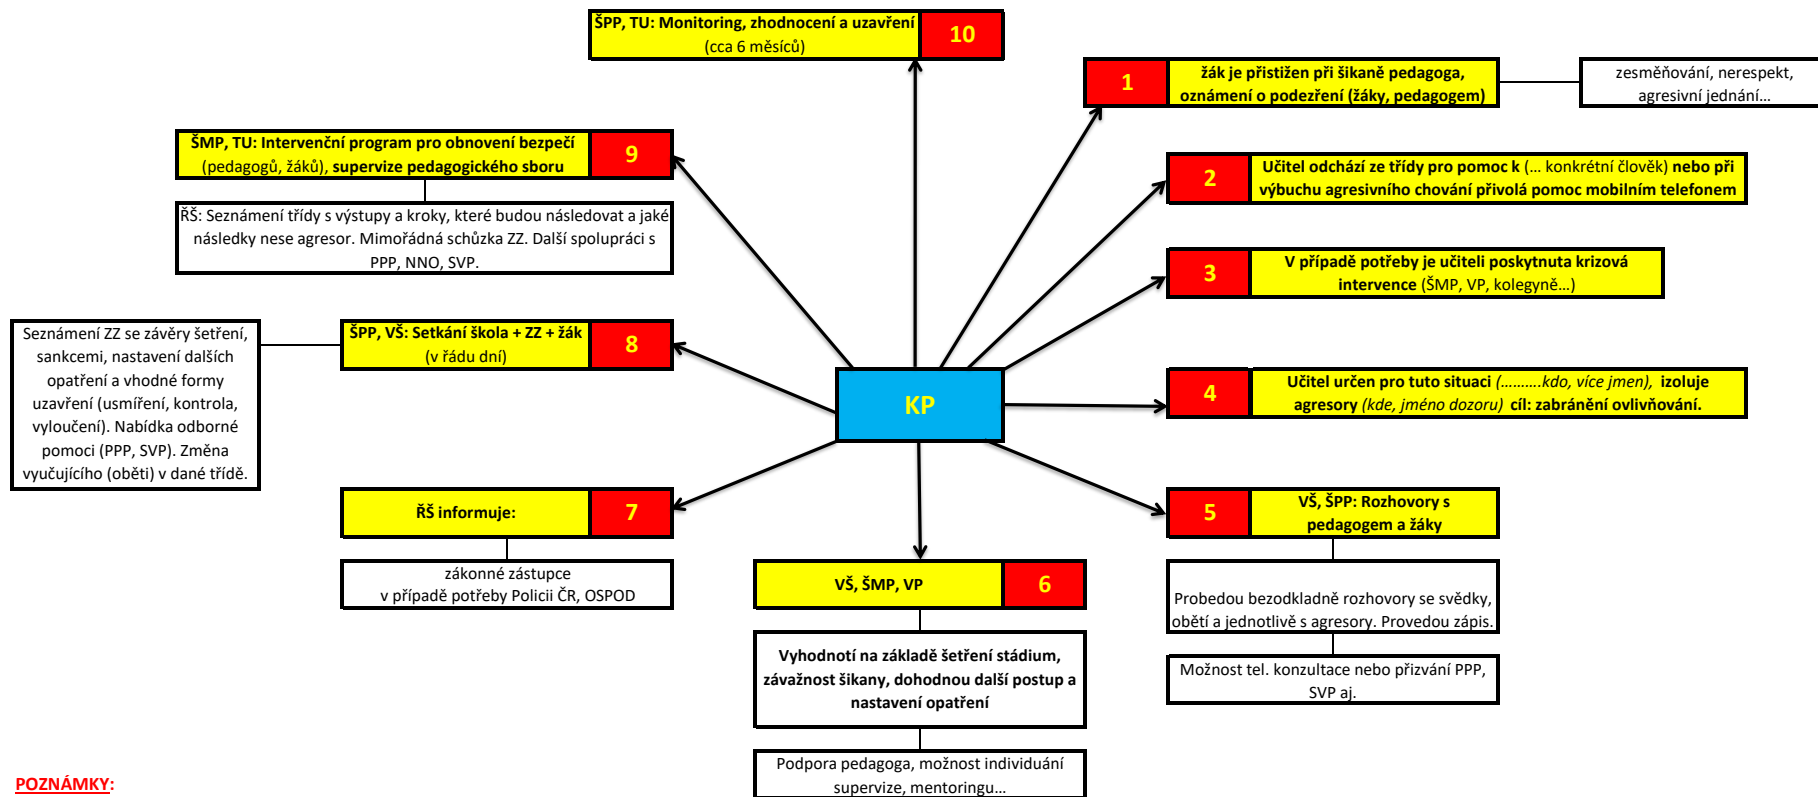 ŠPP, TU: Monitoring, zhodnocení a uzavření
(cca 6 měsíců)
10
1
žák je přistižen při šikaně pedagoga,
oznámení o podezření (žáky, pedagogem)
zesměňování, nerespekt,
agresivní jednání…
ŠMP, TU: Intervenční program pro obnovení bezpečí
(pedagogů, žáků), supervize pedagogického sboru
9
ŘŠ: Seznámení třídy s výstupy a kroky, které budou následovat a jaké
následky nese agresor. Mimořádná schůzka ZZ. Další spolupráci s
PPP, NNO, SVP.
2
Učitel odchází ze třídy pro pomoc k (… konkrétní člověk) nebo při
výbuchu agresivního chování přivolá pomoc mobilním telefonem
3
V případě potřeby je učiteli poskytnuta krizová
intervence (ŠMP, VP, kolegyně…)
Seznámení ZZ se závěry šetření,
sankcemi, nastavení dalších
opatření a vhodné formy
uzavření (usmíření, kontrola,
vyloučení). Nabídka odborné
pomoci (PPP, SVP). Změna
vyučujícího (oběti) v dané třídě.
ŠPP, VŠ: Setkání škola + ZZ + žák
(v řádu dní)
8
KP
4
Učitel určen pro tuto situaci (……….kdo, více jmen), izoluje
agresory (kde, jméno dozoru) cíl: zabránění ovlivňování.
ŘŠ informuje:
7
zákonné zástupce
v případě potřeby Policii ČR, OSPOD
5
VŠ, ŠPP: Rozhovory s
pedagogem a žáky
Probedou bezodkladně rozhovory se svědky,
obětí a jednotlivě s agresory. Provedou zápis.
Možnost tel. konzultace nebo přizvání PPP,
SVP aj.
VŠ, ŠMP, VP
6
Vyhodnotí na základě šetření stádium,
závažnost šikany, dohodnou další postup a
nastavení opatření
Podpora pedagoga, možnost individuání
supervize, mentoringu…
POZNÁMKY: